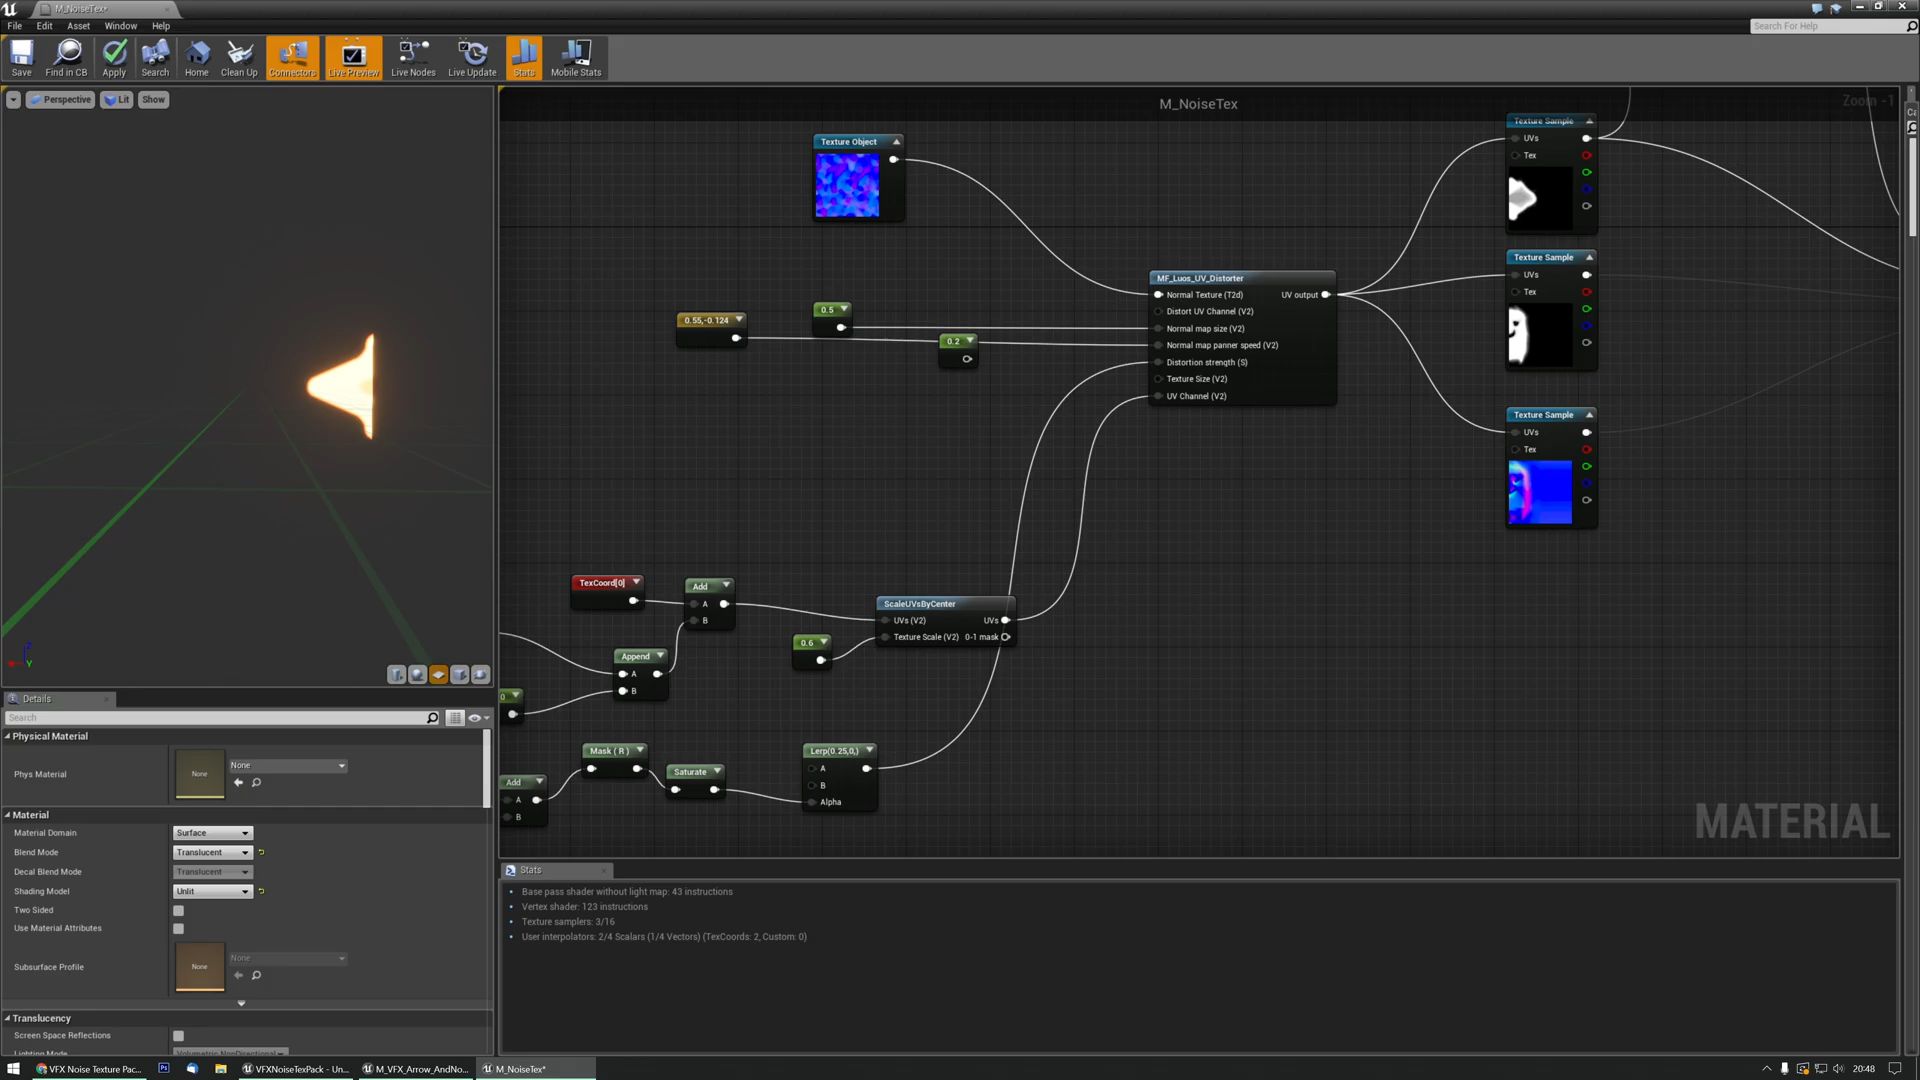 M_NoiseTex*
File Edit Asset Window Help
Search For Help
Save Find in CB Apply Search Home Clean Up Connectors Live Preview Live Nodes Live Update Stats Mobile Stats
Perspective Lit Show
M_NoiseTex
Zoom -1
Texture Object
Texture Sample
UVs
Tex
Texture Sample
UVs
Tex
Texture Sample
UVs
Tex
MF_Luos_UV_Distorter
Normal Texture (T2d) UV output
Distort UV Channel (V2)
Normal map size (V2)
Normal map panner speed (V2)
Distortion strength (S)
Texture Size (V2)
UV Channel (V2)
0.55,-0.124
0.5
0.2
TexCoord[0]
Add
A
B
ScaleUVsByCenter
UVs (V2) UVs
Texture Scale (V2) 0-1 mask
0.6
Append
A
B
0
Mask ( R )
Saturate
Lerp(0.25,0,)
A
B
Alpha
Add
A
B
MATERIAL
Z
Y
Details
Search
Physical Material
Phys Material None None
Material
Material Domain Surface
Blend Mode Translucent
Decal Blend Mode Translucent
Shading Model Unlit
Two Sided
Use Material Attributes
Subsurface Profile None None
Translucency
Screen Space Reflections
Lighting Mode Volumetric NonDirectional
Stats
Base pass shader without light map: 43 instructions
Vertex shader: 123 instructions
Texture samplers: 3/16
User interpolators: 2/4 Scalars (1/4 Vectors) (TexCoords: 2, Custom: 0)
VFX Noise Texture Pac... VFXNoiseTexPack - Un... M_VFX_Arrow_AndNo... M_NoiseTex* 20:48